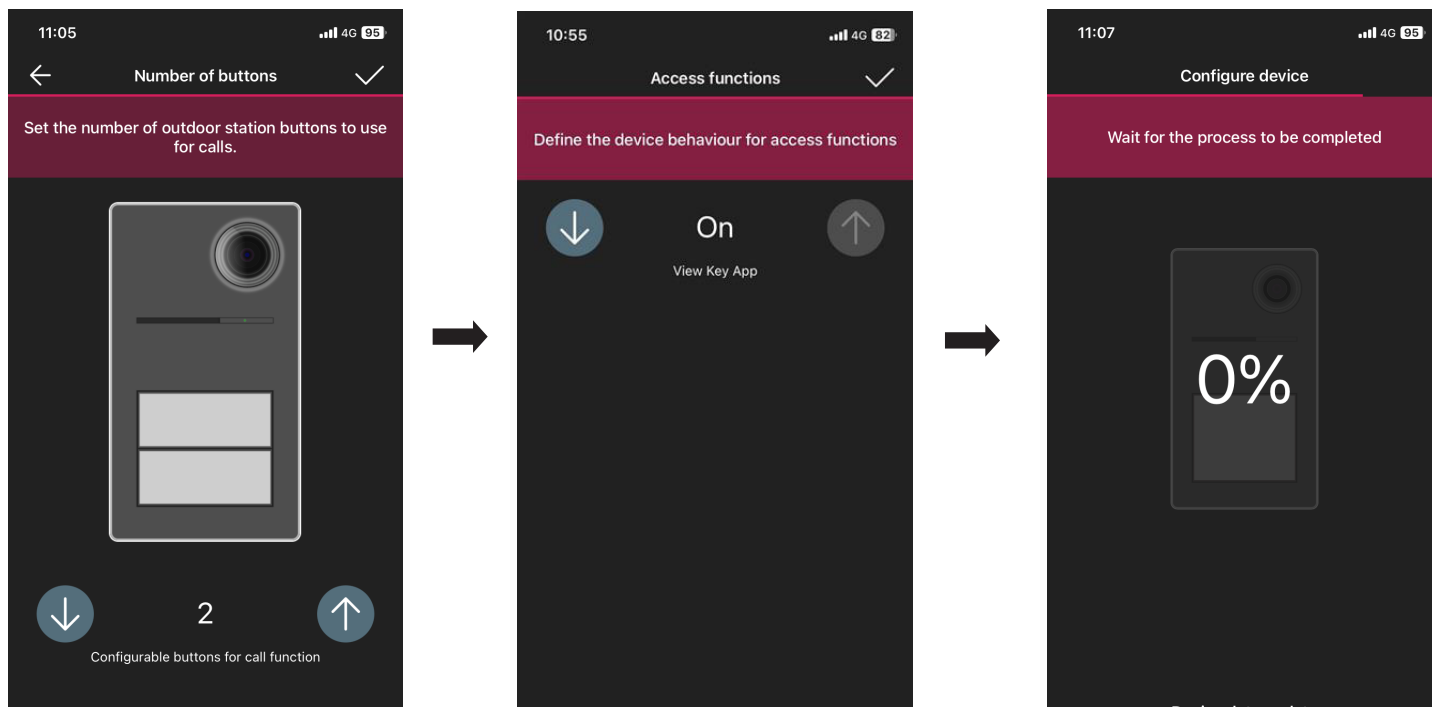 11:05
4G 95
Number of buttons
Set the number of outdoor station buttons to use
for calls.
2
Configurable buttons for call function
10:55
4G 82
Access functions
Define the device behaviour for access functions
On
View Key App
11:07
4G 95
Configure device
Wait for the process to be completed
0%